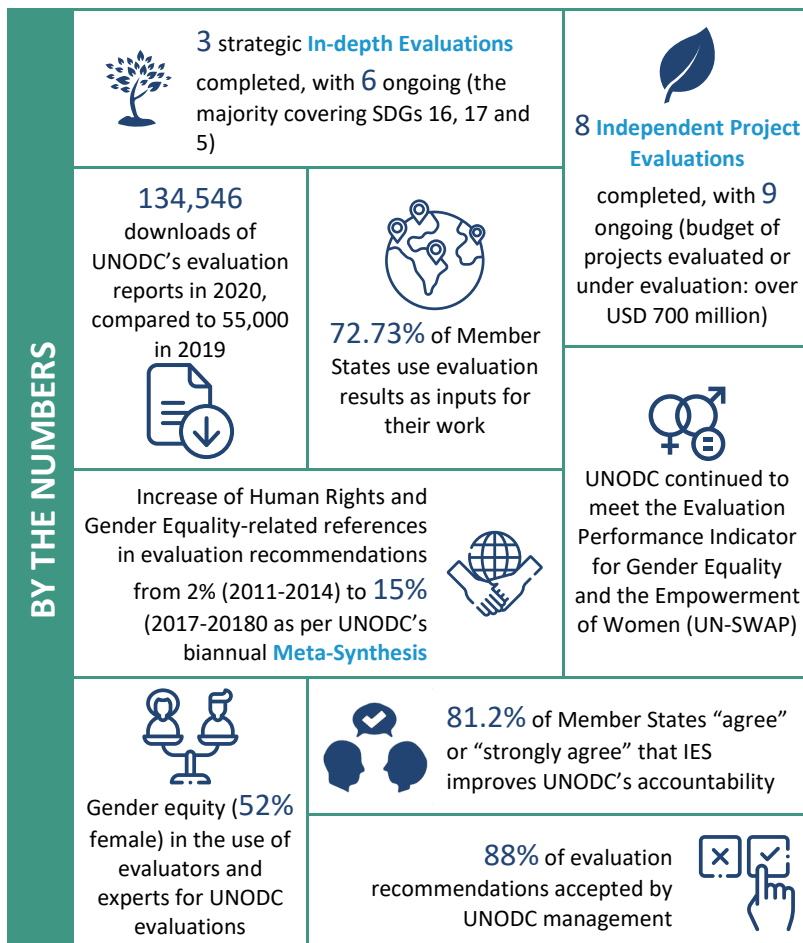 BY THE NUMBERS
3 strategic In-depth Evaluations
completed, with 6 ongoing (the
majority covering SDGs 16, 17 and
5)
8 Independent Project
Evaluations
completed, with 9
ongoing (budget of
projects evaluated or
under evaluation: over
USD 700 million)
134,546
downloads of
UNODC’s evaluation
reports in 2020,
compared to 55,000
in 2019
72.73% of Member
States use evaluation
results as inputs for
their work
UNODC continued to
meet the Evaluation
Performance Indicator
for Gender Equality
and the Empowerment
of Women (UN-SWAP)
Increase of Human Rights and
Gender Equality-related references
in evaluation recommendations
from 2% (2011-2014) to 15%
(2017-20180 as per UNODC’s
biannual Meta-Synthesis
Gender equity (52%
female) in the use of
evaluators and
experts for UNODC
evaluations
81.2% of Member States “agree”
or “strongly agree” that IES
improves UNODC’s accountability
88% of evaluation
recommendations accepted by
UNODC management